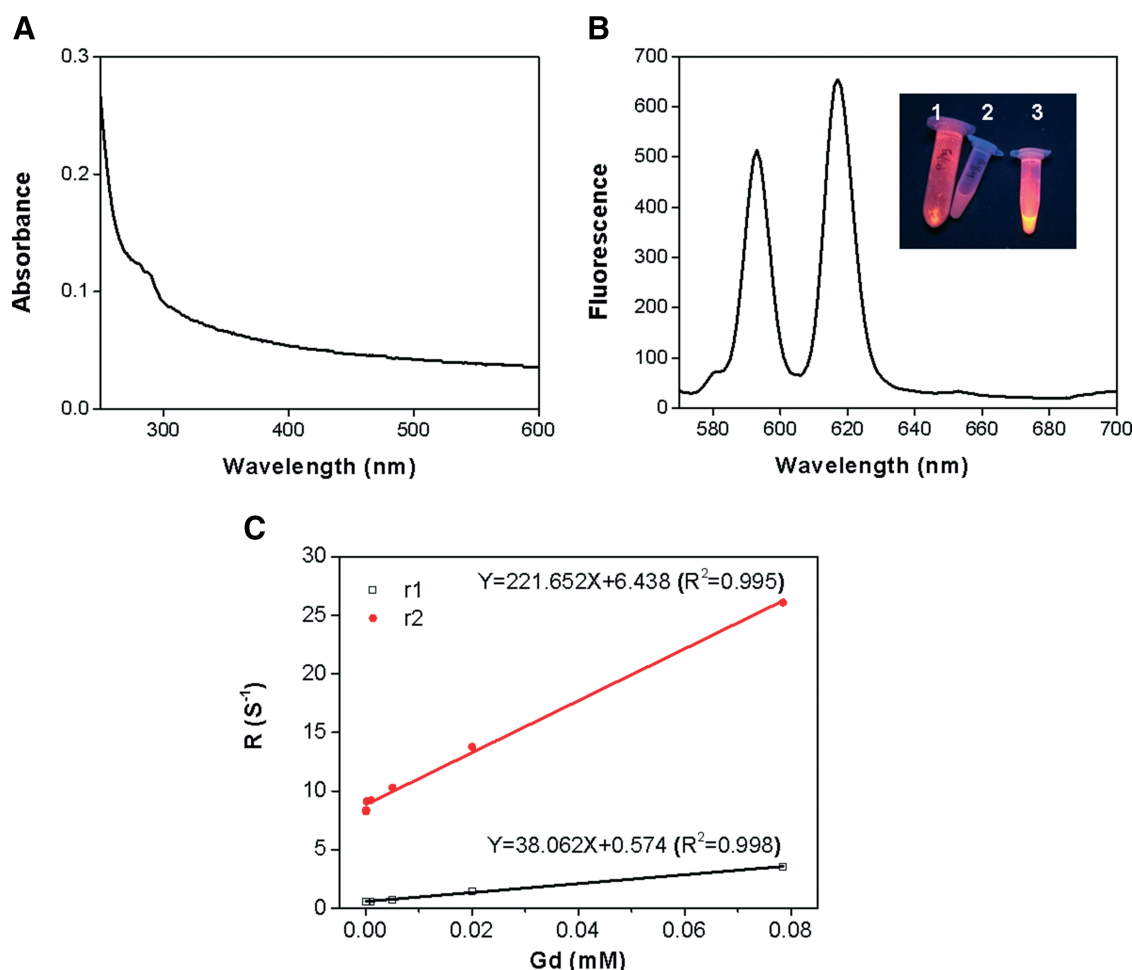 A
0.3
0.2
0.1
0.0
Absorbance
300 400 500 600
Wavelength (nm)
B
700
600
500
400
300
200
100
0
Fluorescence
1 2 3
580 600 620 640 660 680 700
Wavelength (nm)
C
30
25
20
15
10
5
0
R (S⁻¹)
r1
r2
Y=221.652X+6.438 (R²=0.995)
Y=38.062X+0.574 (R²=0.998)
0.00 0.02 0.04 0.06 0.08
Gd (mM)